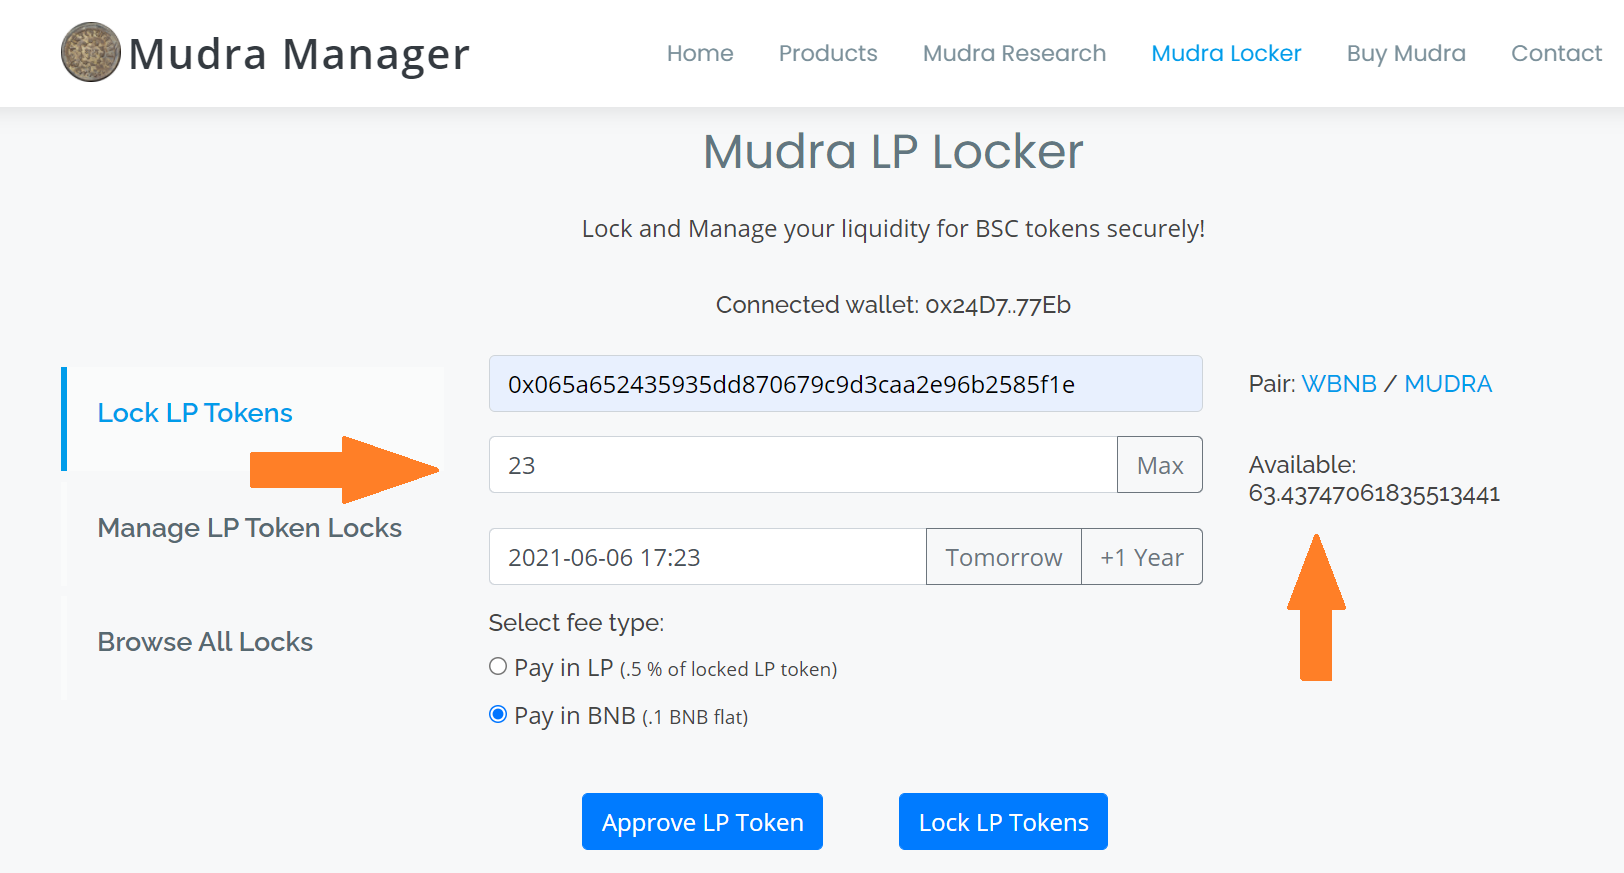 Mudra Manager
Home Products Mudra Research Mudra Locker Buy Mudra Contact
Mudra LP Locker
Lock and Manage your liquidity for BSC tokens securely!
Connected wallet: 0x24D7..77Eb
Lock LP Tokens
Manage LP Token Locks
Browse All Locks
0x065a652435935dd870679c9d3caa2e96b2585f1e
Pair: WBNB / MUDRA
23 Max
Available:
63.43747061835513441
2021-06-06 17:23 Tomorrow +1 Year
Select fee type:
Pay in LP (.5 % of locked LP token)
Pay in BNB (.1 BNB flat)
Approve LP Token Lock LP Tokens